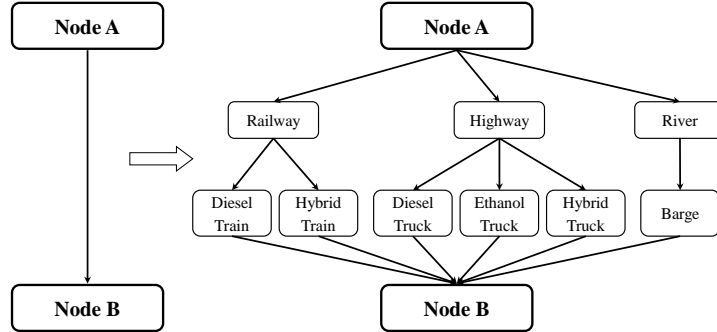 Node A
Node A
Railway
Highway
River
Diesel
Train
Hybrid
Train
Diesel
Truck
Ethanol
Truck
Hybrid
Truck
Barge
Node B
Node B